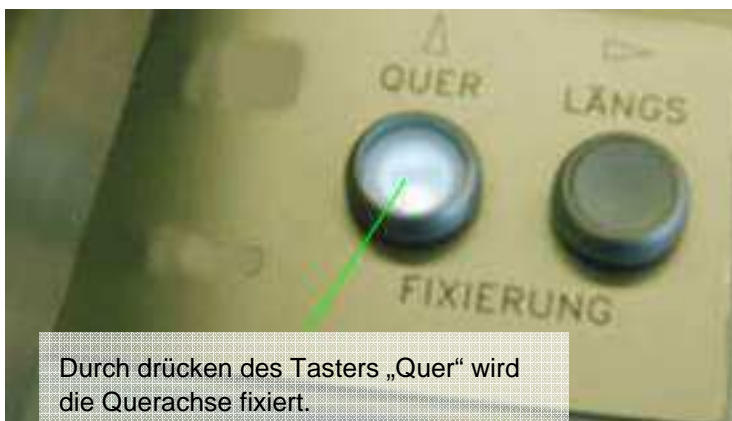 QUER
LÄNGS
FIXIERUNG
Durch drücken des Tasters „Quer“ wird
die Querachse fixiert.